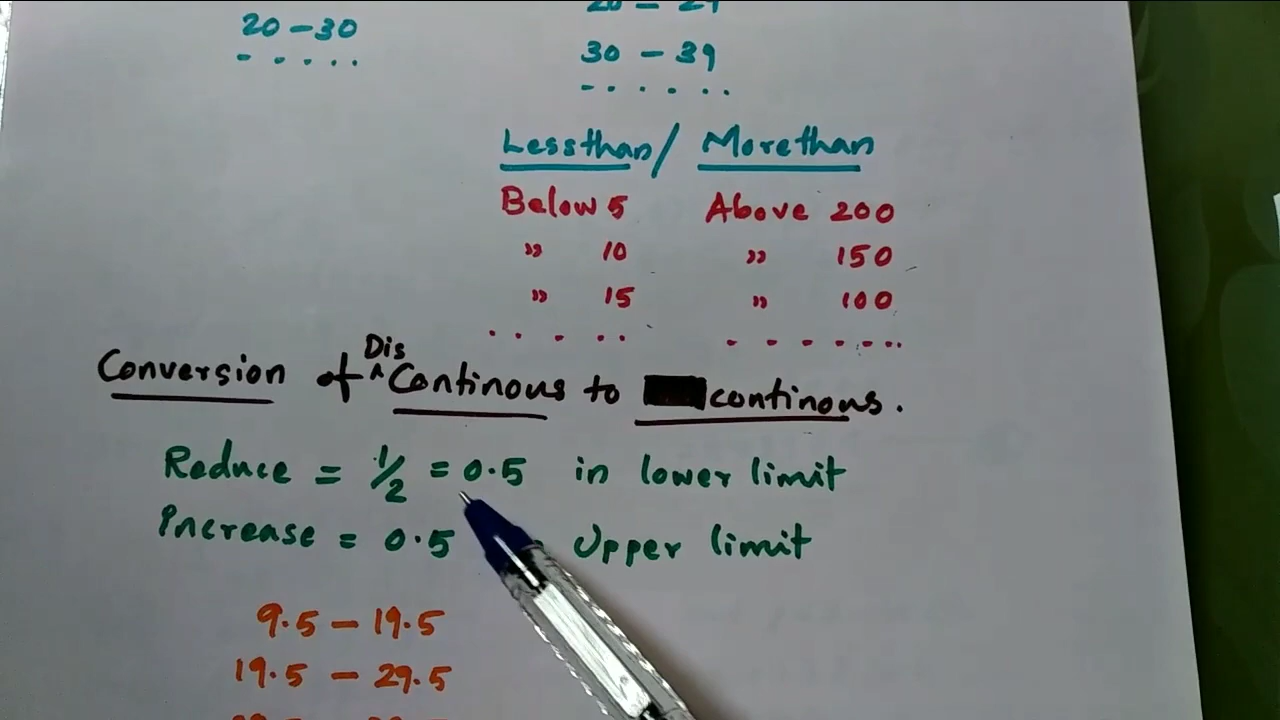 20 - 30
20 - 29
.....
30 - 39
......
Lessthan / Morethan
Below 5 Above 200
" 10 " 150
" 15 " 100
..... .......
Conversion of ^Dis Continous to continous.
Reduce = 1/2 = 0.5 in lower limit
Increase = 0.5 Upper limit
9.5 - 19.5
19.5 - 29.5